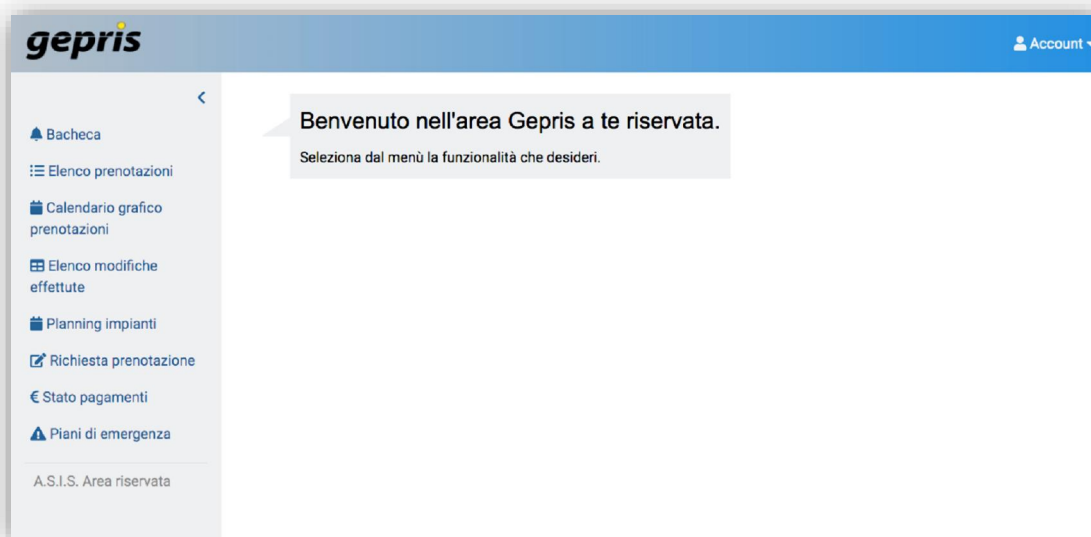 gepris
Account
Benvenuto nell'area Gepris a te riservata.
Seleziona dal menù la funzionalità che desideri.
Bacheca
Elenco prenotazioni
Calendario grafico
prenotazioni
Elenco modifiche
effettute
Planning impianti
Richiesta prenotazione
€ Stato pagamenti
Piani di emergenza
A.S.I.S. Area riservata